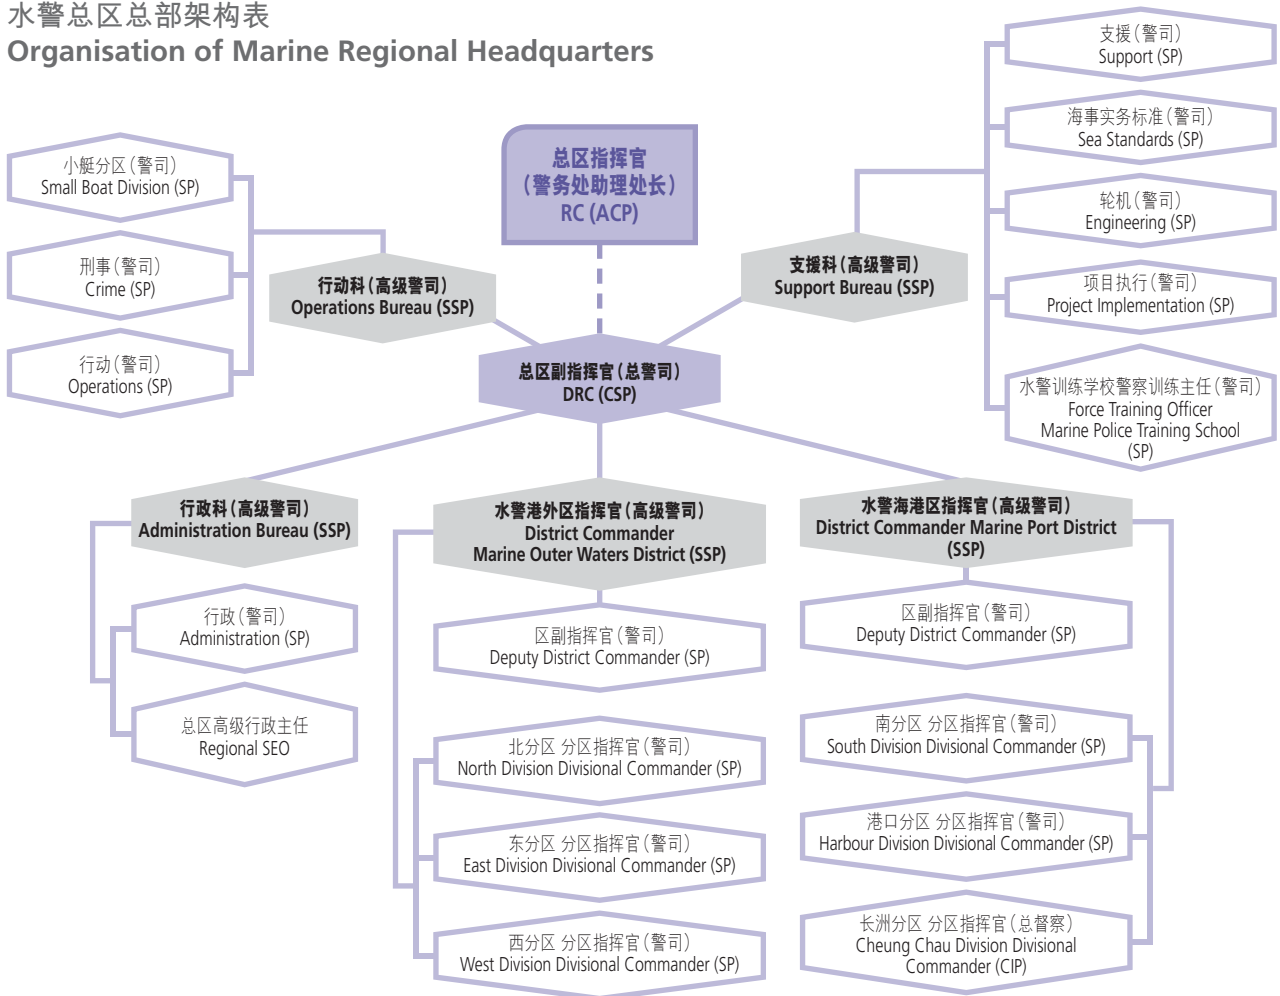 水警总区总部架构表
Organisation of Marine Regional Headquarters
总区指挥官
(警务处助理处长)
RC (ACP)
总区副指挥官(总警司)
DRC (CSP)
行动科(高级警司)
Operations Bureau (SSP)
小艇分区(警司)
Small Boat Division (SP)
刑事(警司)
Crime (SP)
行动(警司)
Operations (SP)
支援科(高级警司)
Support Bureau (SSP)
支援(警司)
Support (SP)
海事实务标准(警司)
Sea Standards (SP)
轮机(警司)
Engineering (SP)
项目执行(警司)
Project Implementation (SP)
水警训练学校警察训练主任(警司)
Force Training Officer
Marine Police Training School
(SP)
行政科(高级警司)
Administration Bureau (SSP)
行政(警司)
Administration (SP)
总区高级行政主任
Regional SEO
水警港外区指挥官(高级警司)
District Commander
Marine Outer Waters District (SSP)
区副指挥官(警司)
Deputy District Commander (SP)
北分区 分区指挥官(警司)
North Division Divisional Commander (SP)
东分区 分区指挥官(警司)
East Division Divisional Commander (SP)
西分区 分区指挥官(警司)
West Division Divisional Commander (SP)
水警海港区指挥官(高级警司)
District Commander Marine Port District
(SSP)
区副指挥官(警司)
Deputy District Commander (SP)
南分区 分区指挥官(警司)
South Division Divisional Commander (SP)
港口分区 分区指挥官(警司)
Harbour Division Divisional Commander (SP)
长洲分区 分区指挥官(总督察)
Cheung Chau Division Divisional
Commander (CIP)